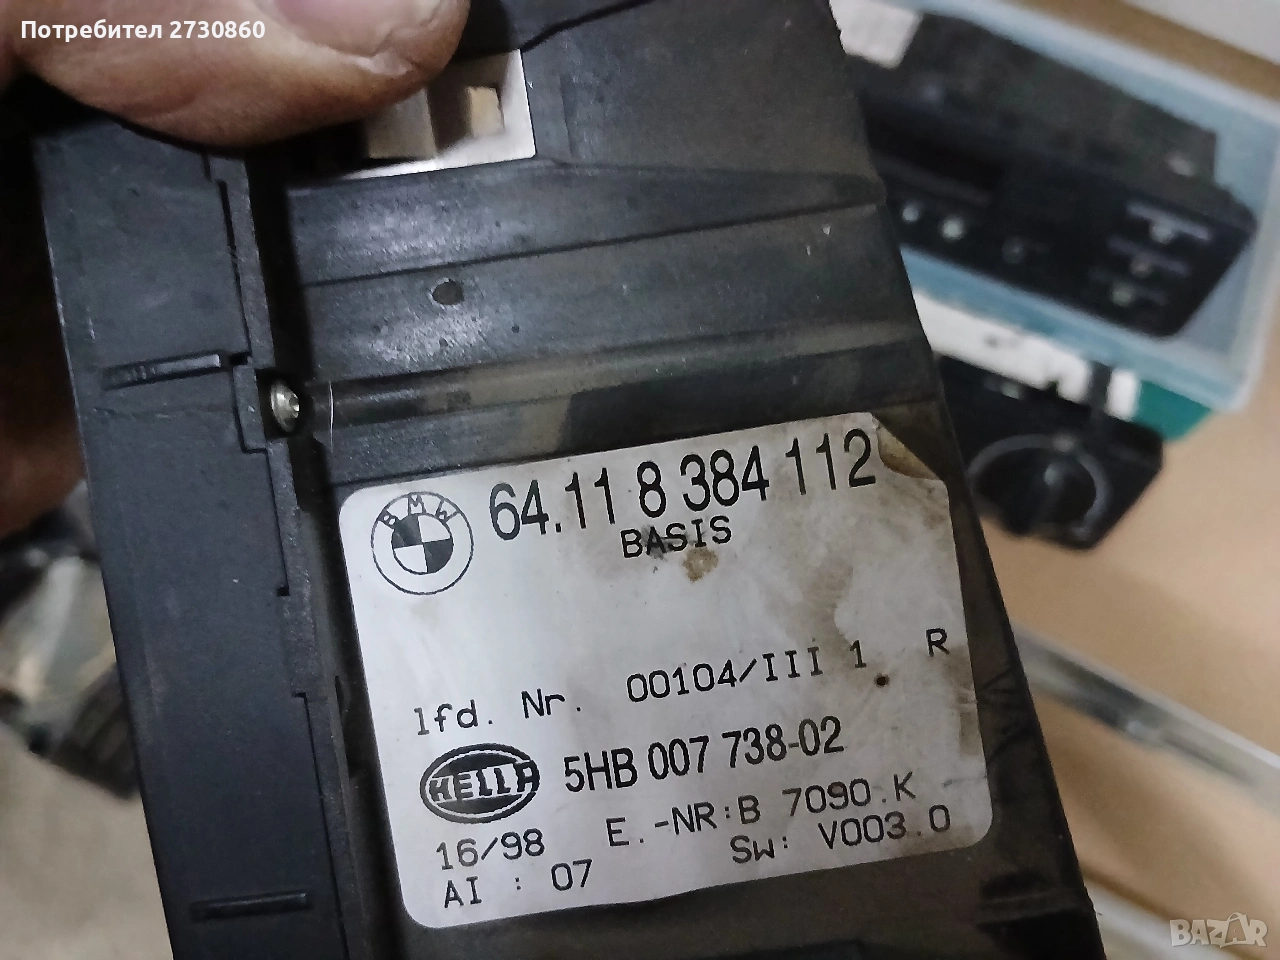 Потребител 2730860
BMW
64.11 8 384 112
BASIS
lfd. Nr. 00104/III 1 R
HELLA 5HB 007 738-02
16/98 E.-NR:B 7090.K
AI : 07 SW: V003.0
BAZAR